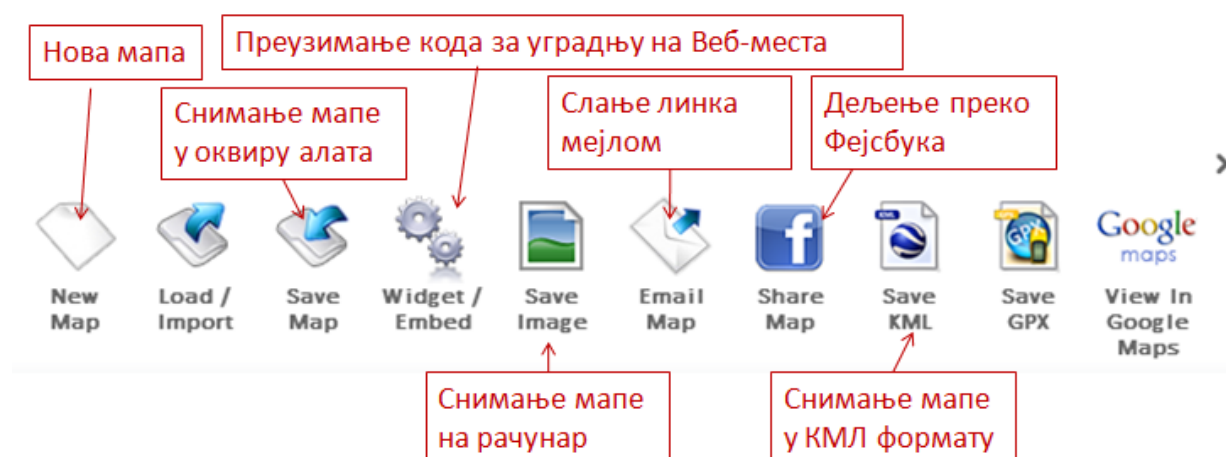 Нова мапа
Преузимање кода за уградњу на Веб-места
Снимање мапе
у оквиру алата
Слање линка
мејлом
Дељење преко
Фејсбука
KML
GPX
Google
maps
New
Map
Load /
Import
Save
Map
Widget /
Embed
Save
Image
Email
Map
Share
Map
Save
KML
Save
GPX
View In
Google
Maps
Снимање мапе
на рачунар
Снимање мапе
у КМЛ формату